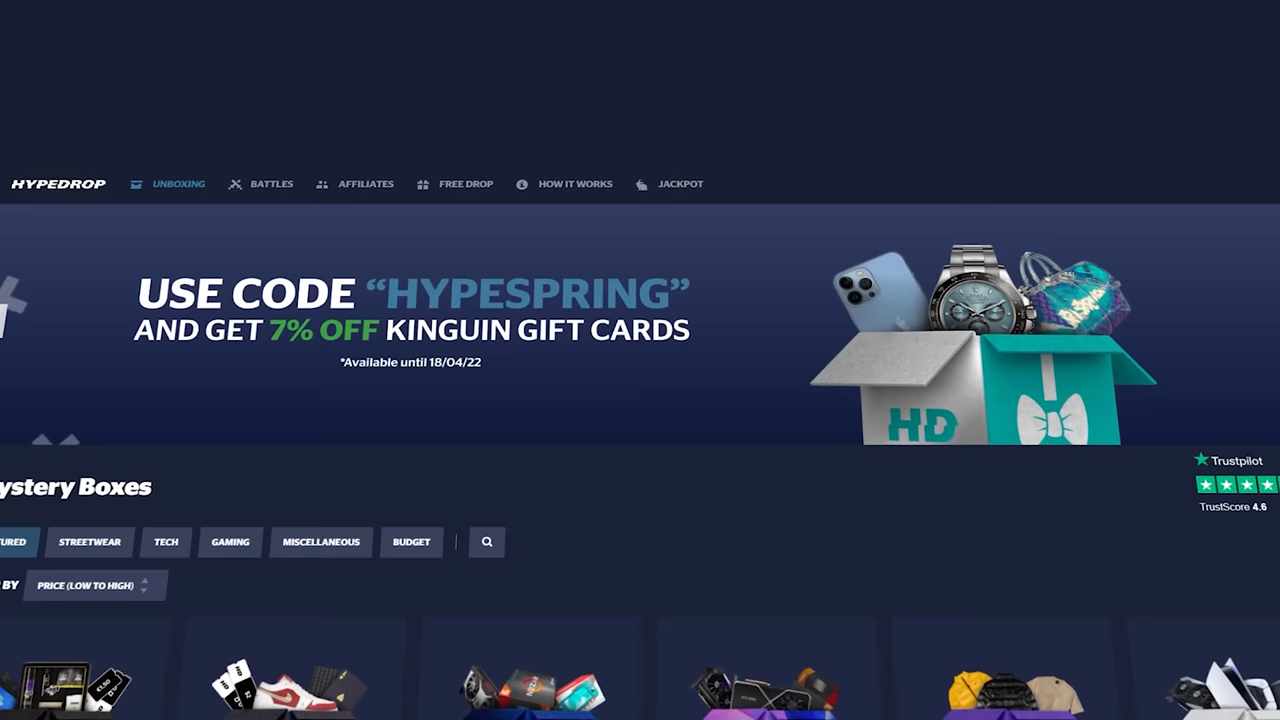 HYPEDROP UNBOXING BATTLES AFFILIATES FREE DROP HOW IT WORKS JACKPOT
USE CODE “HYPESPRING”
AND GET 7% OFF KINGUIN GIFT CARDS
*Available until 18/04/22
HD
Trustpilot
ystery Boxes
TrustScore 4.6
URED STREETWEAR TECH GAMING MISCELLANEOUS BUDGET
BY PRICE (LOW TO HIGH)